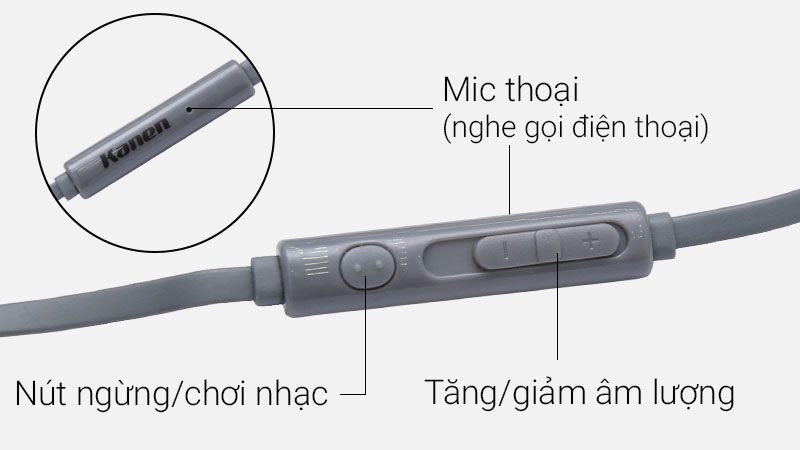 Kanen
Mic thoại
(nghe gọi điện thoại)
Nút ngừng/chơi nhạc
Tăng/giảm âm lượng